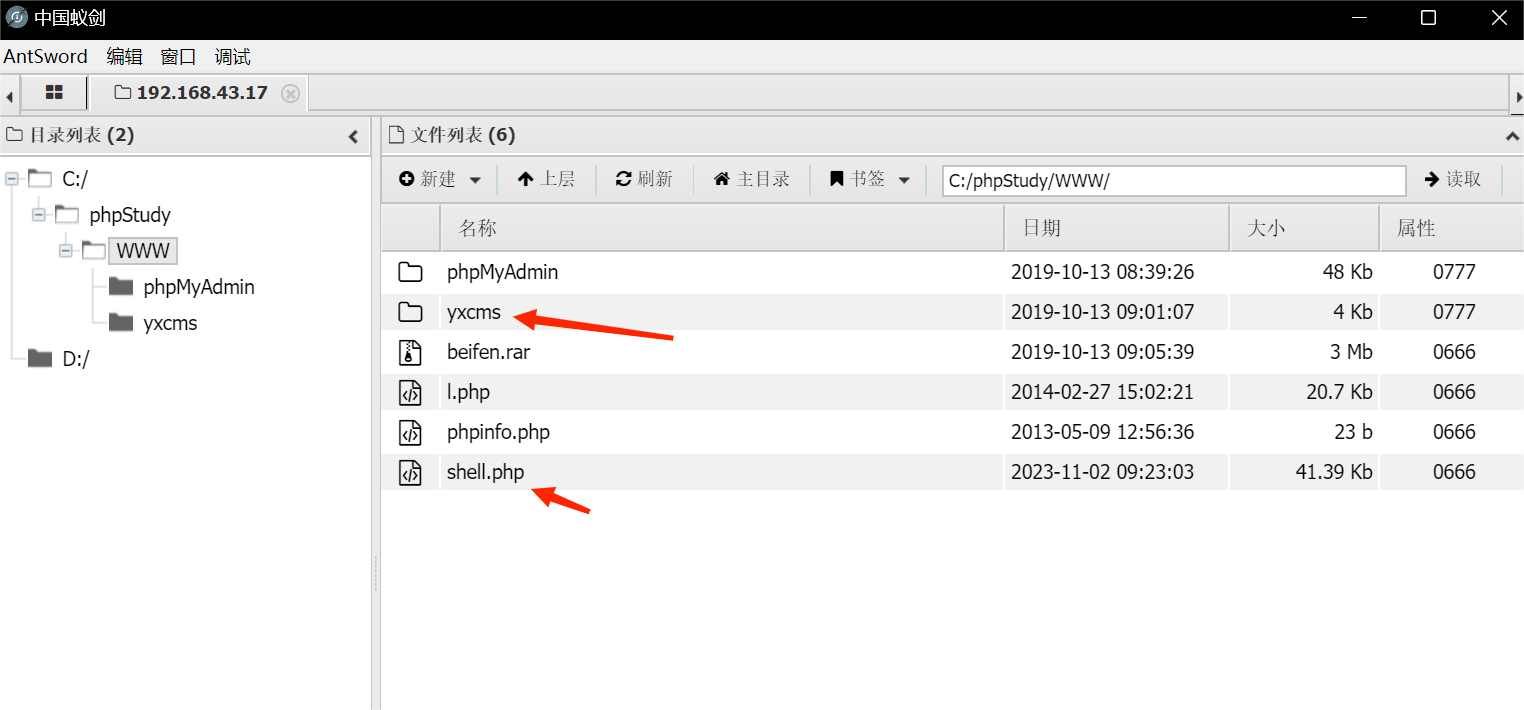 中国蚁剑
AntSword 编辑 窗口 调试
192.168.43.17
目录列表 (2)
C:/
phpStudy
WWW
phpMyAdmin
yxcms
D:/
文件列表 (6)
新建 上层 刷新 主目录 书签 C:/phpStudy/WWW/ 读取
名称 日期 大小 属性
phpMyAdmin 2019-10-13 08:39:26 48 Kb 0777
yxcms 2019-10-13 09:01:07 4 Kb 0777
beifen.rar 2019-10-13 09:05:39 3 Mb 0666
l.php 2014-02-27 15:02:21 20.7 Kb 0666
phpinfo.php 2013-05-09 12:56:36 23 b 0666
shell.php 2023-11-02 09:23:03 41.39 Kb 0666